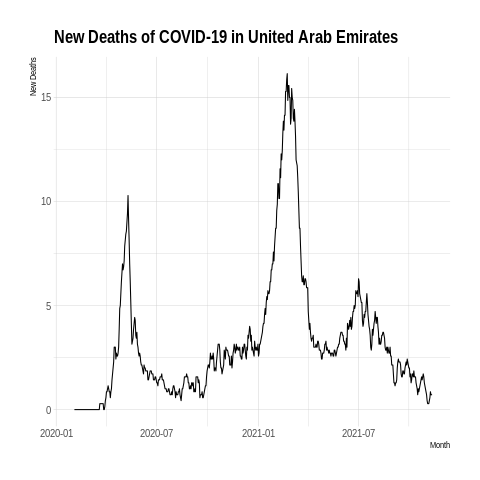 New Deaths of COVID-19 in United Arab Emirates
New Deaths
15
10
5
0
2020-01 2020-07 2021-01 2021-07
Month